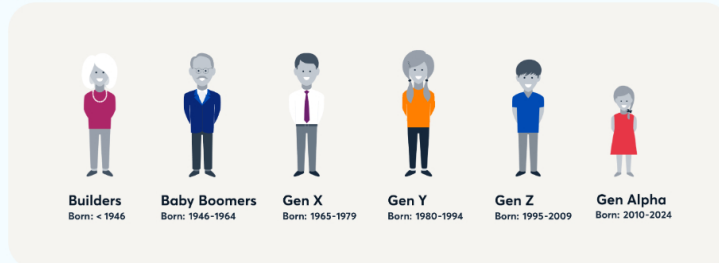 Builders
Born: < 1946
Baby Boomers
Born: 1946-1964
Gen X
Born: 1965-1979
Gen Y
Born: 1980-1994
Gen Z
Born: 1995-2009
Gen Alpha
Born: 2010-2024